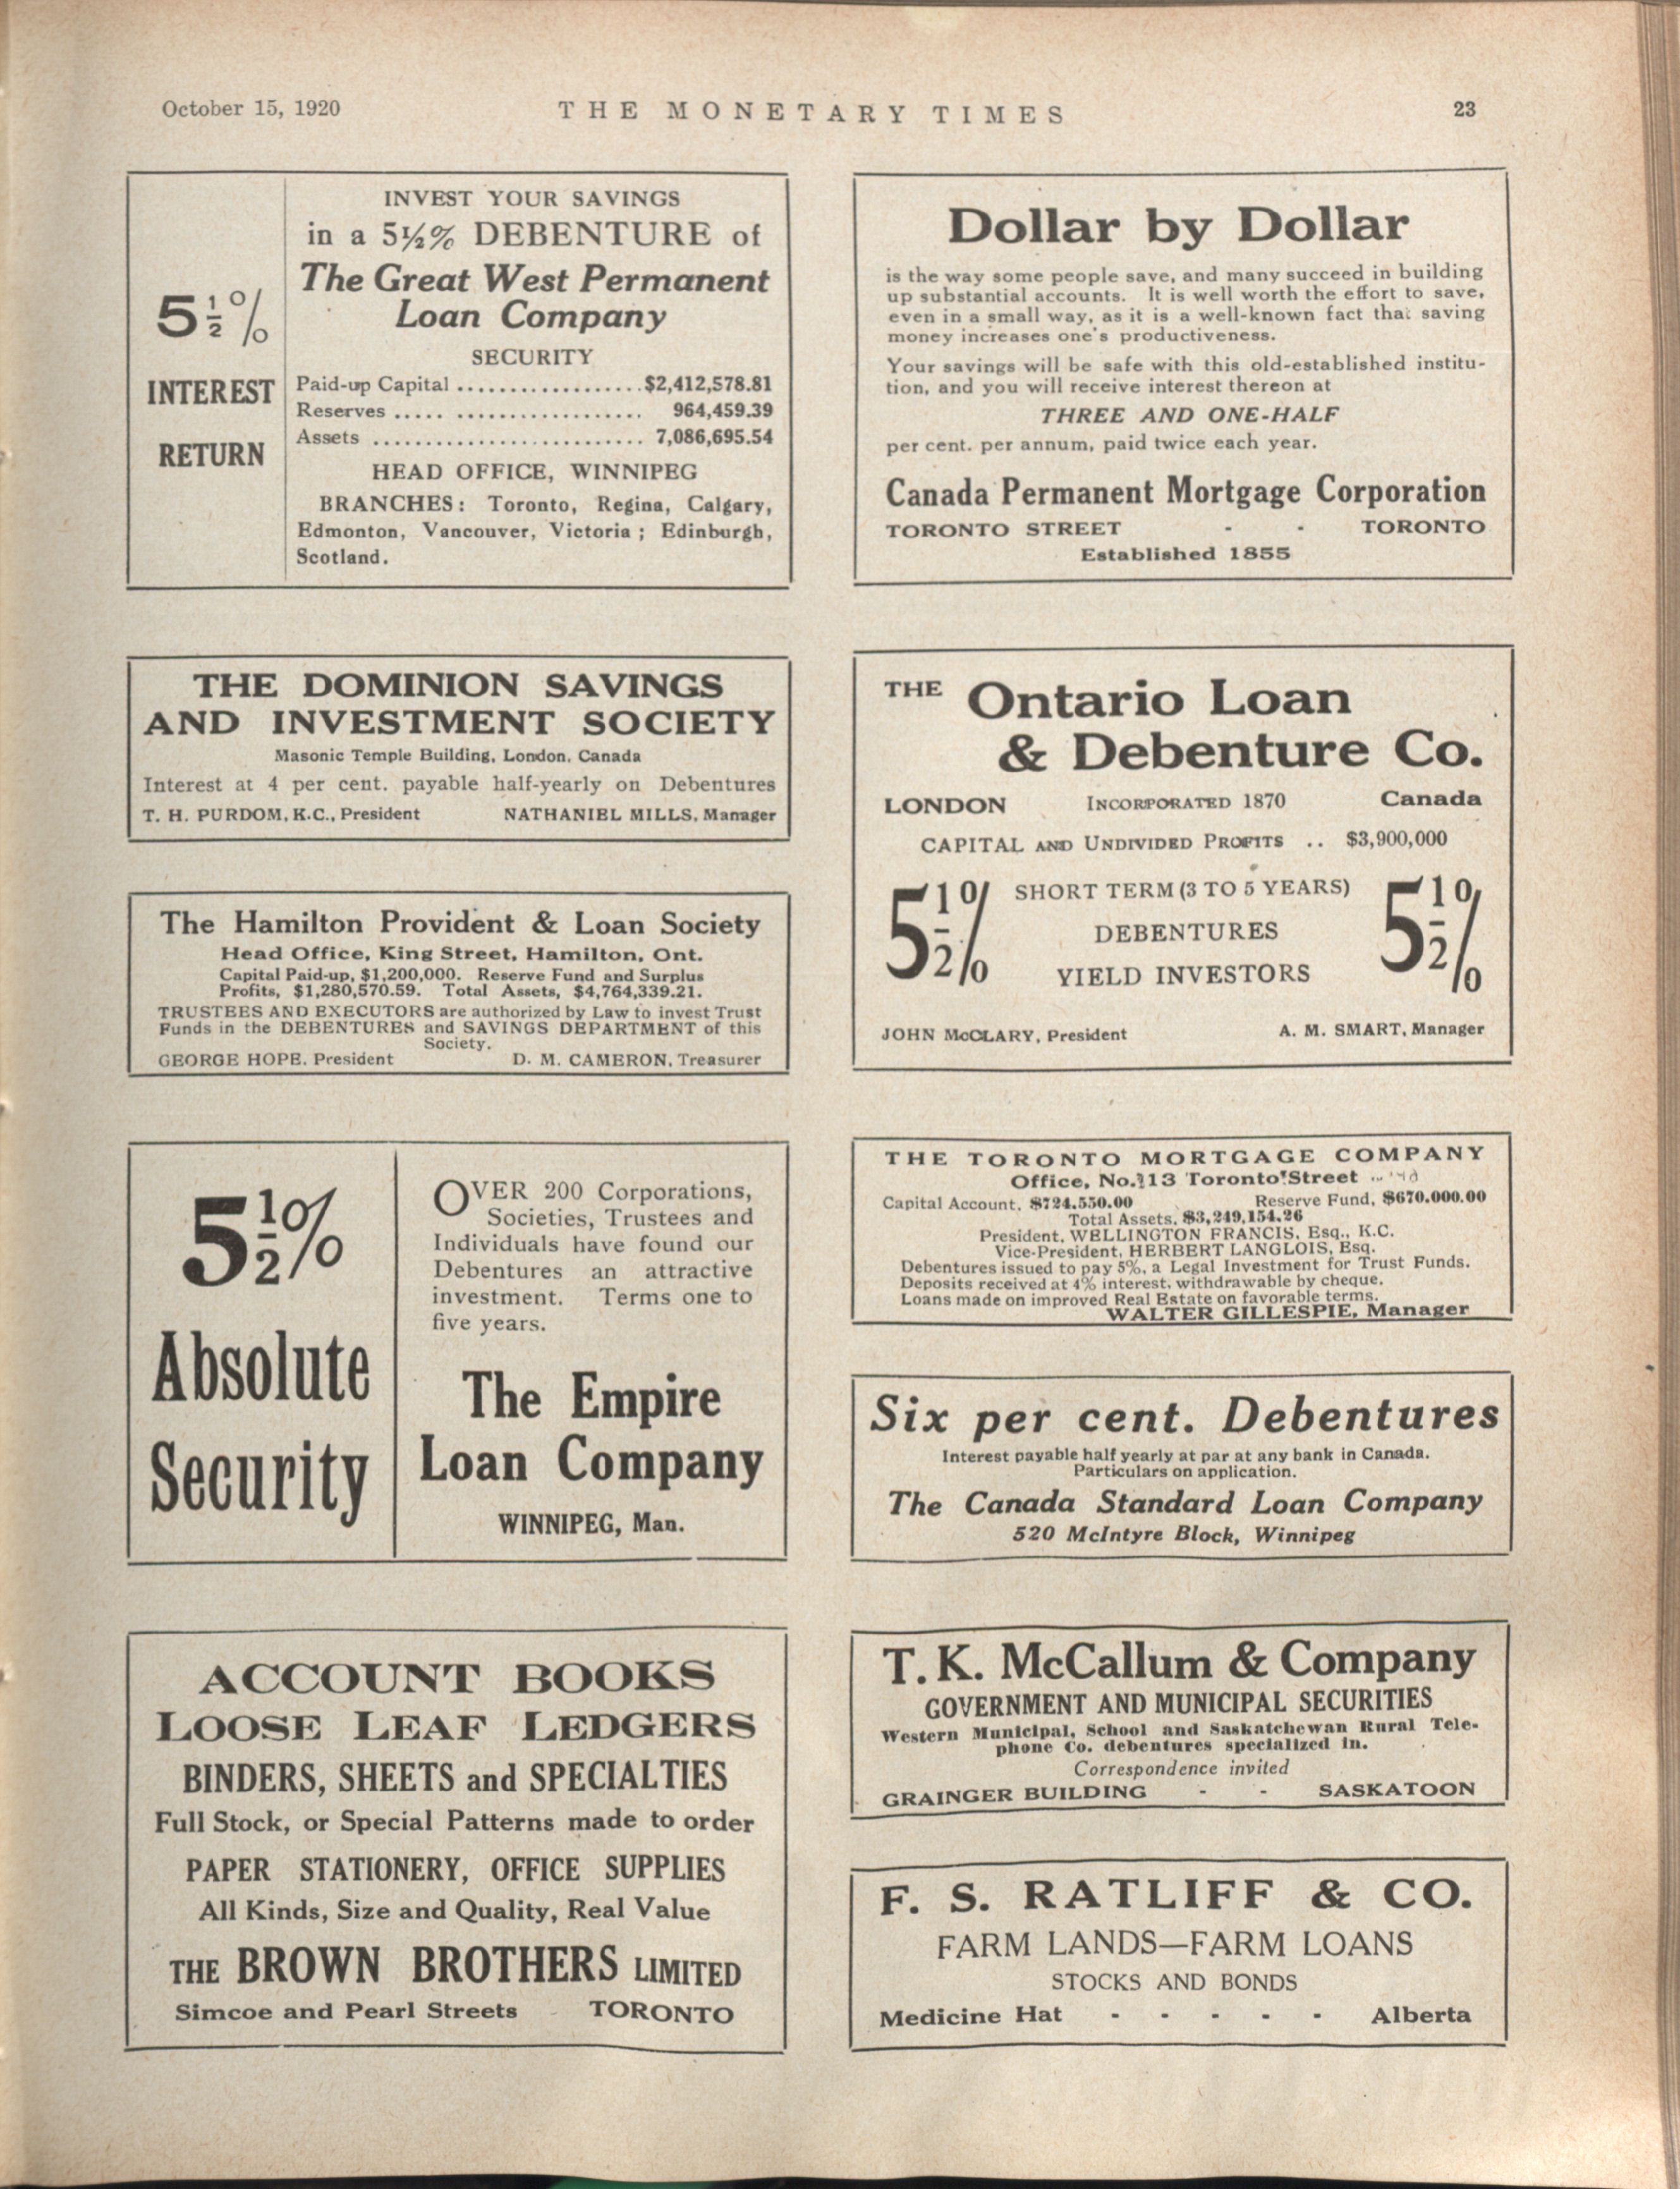 October 15, 1920
THE MONETARY TIMES
23
5½%
INTEREST
RETURN
INVEST YOUR SAVINGS
in a 5½% DEBENTURE of
The Great West Permanent
Loan Company
SECURITY
Paid-up Capital .................. $2,412,578.81
Reserves ..... .................. 964,459.39
Assets .......................... 7,086,695.54
HEAD OFFICE, WINNIPEG
BRANCHES: Toronto, Regina, Calgary,
Edmonton, Vancouver, Victoria; Edinburgh,
Scotland.
THE DOMINION SAVINGS
AND INVESTMENT SOCIETY
Masonic Temple Building, London, Canada
Interest at 4 per cent. payable half-yearly on Debentures
T. H. PURDOM, K.C., President NATHANIEL MILLS, Manager
The Hamilton Provident & Loan Society
Head Office, King Street, Hamilton, Ont.
Capital Paid-up, $1,200,000. Reserve Fund and Surplus
Profits, $1,280,570.59. Total Assets, $4,764,339.21.
TRUSTEES AND EXECUTORS are authorized by Law to invest Trust
Funds in the DEBENTURES and SAVINGS DEPARTMENT of this
Society.
GEORGE HOPE, President D. M. CAMERON, Treasurer
5½%
Absolute
Security
OVER 200 Corporations,
Societies, Trustees and
Individuals have found our
Debentures an attractive
investment. Terms one to
five years.
The Empire
Loan Company
WINNIPEG, Man.
ACCOUNT BOOKS
LOOSE LEAF LEDGERS
BINDERS, SHEETS and SPECIALTIES
Full Stock, or Special Patterns made to order
PAPER STATIONERY, OFFICE SUPPLIES
All Kinds, Size and Quality, Real Value
THE BROWN BROTHERS LIMITED
Simcoe and Pearl Streets TORONTO
Dollar by Dollar
is the way some people save, and many succeed in building
up substantial accounts. It is well worth the effort to save,
even in a small way, as it is a well-known fact that saving
money increases one's productiveness.
Your savings will be safe with this old-established institu-
tion, and you will receive interest thereon at
THREE AND ONE-HALF
per cent. per annum, paid twice each year.
Canada Permanent Mortgage Corporation
TORONTO STREET - - TORONTO
Established 1855
THE Ontario Loan
& Debenture Co.
LONDON INCORPORATED 1870 Canada
CAPITAL AND UNDIVIDED PROFITS .. $3,900,000
5½% SHORT TERM (3 TO 5 YEARS) 5½%
DEBENTURES
YIELD INVESTORS
JOHN McCLARY, President A. M. SMART, Manager
THE TORONTO MORTGAGE COMPANY
Office, No. 13 Toronto Street
Capital Account, $724,550.00 Reserve Fund, $670,000.00
Total Assets, $3,249,154.26
President, WELLINGTON FRANCIS, Esq., K.C.
Vice-President, HERBERT LANGLOIS, Esq.
Debentures issued to pay 5%, a Legal Investment for Trust Funds.
Deposits received at 4% interest, withdrawable by cheque.
Loans made on improved Real Estate on favorable terms.
WALTER GILLESPIE, Manager
Six per cent. Debentures
Interest payable half yearly at par at any bank in Canada.
Particulars on application.
The Canada Standard Loan Company
520 McIntyre Block, Winnipeg
T. K. McCallum & Company
GOVERNMENT AND MUNICIPAL SECURITIES
Western Municipal, School and Saskatchewan Rural Tele-
phone Co. debentures specialized in.
Correspondence invited
GRAINGER BUILDING - - SASKATOON
F. S. RATLIFF & CO.
FARM LANDS—FARM LOANS
STOCKS AND BONDS
Medicine Hat - - - - - Alberta